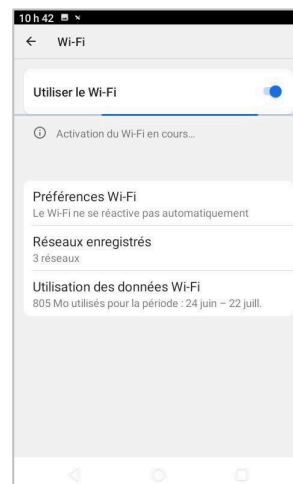 10 h 42
Wi-Fi
Utiliser le Wi-Fi
Activation du Wi-Fi en cours...
Préférences Wi-Fi
Le Wi-Fi ne se réactive pas automatiquement
Réseaux enregistrés
3 réseaux
Utilisation des données Wi-Fi
805 Mo utilisés pour la période : 24 juin – 22 juill.